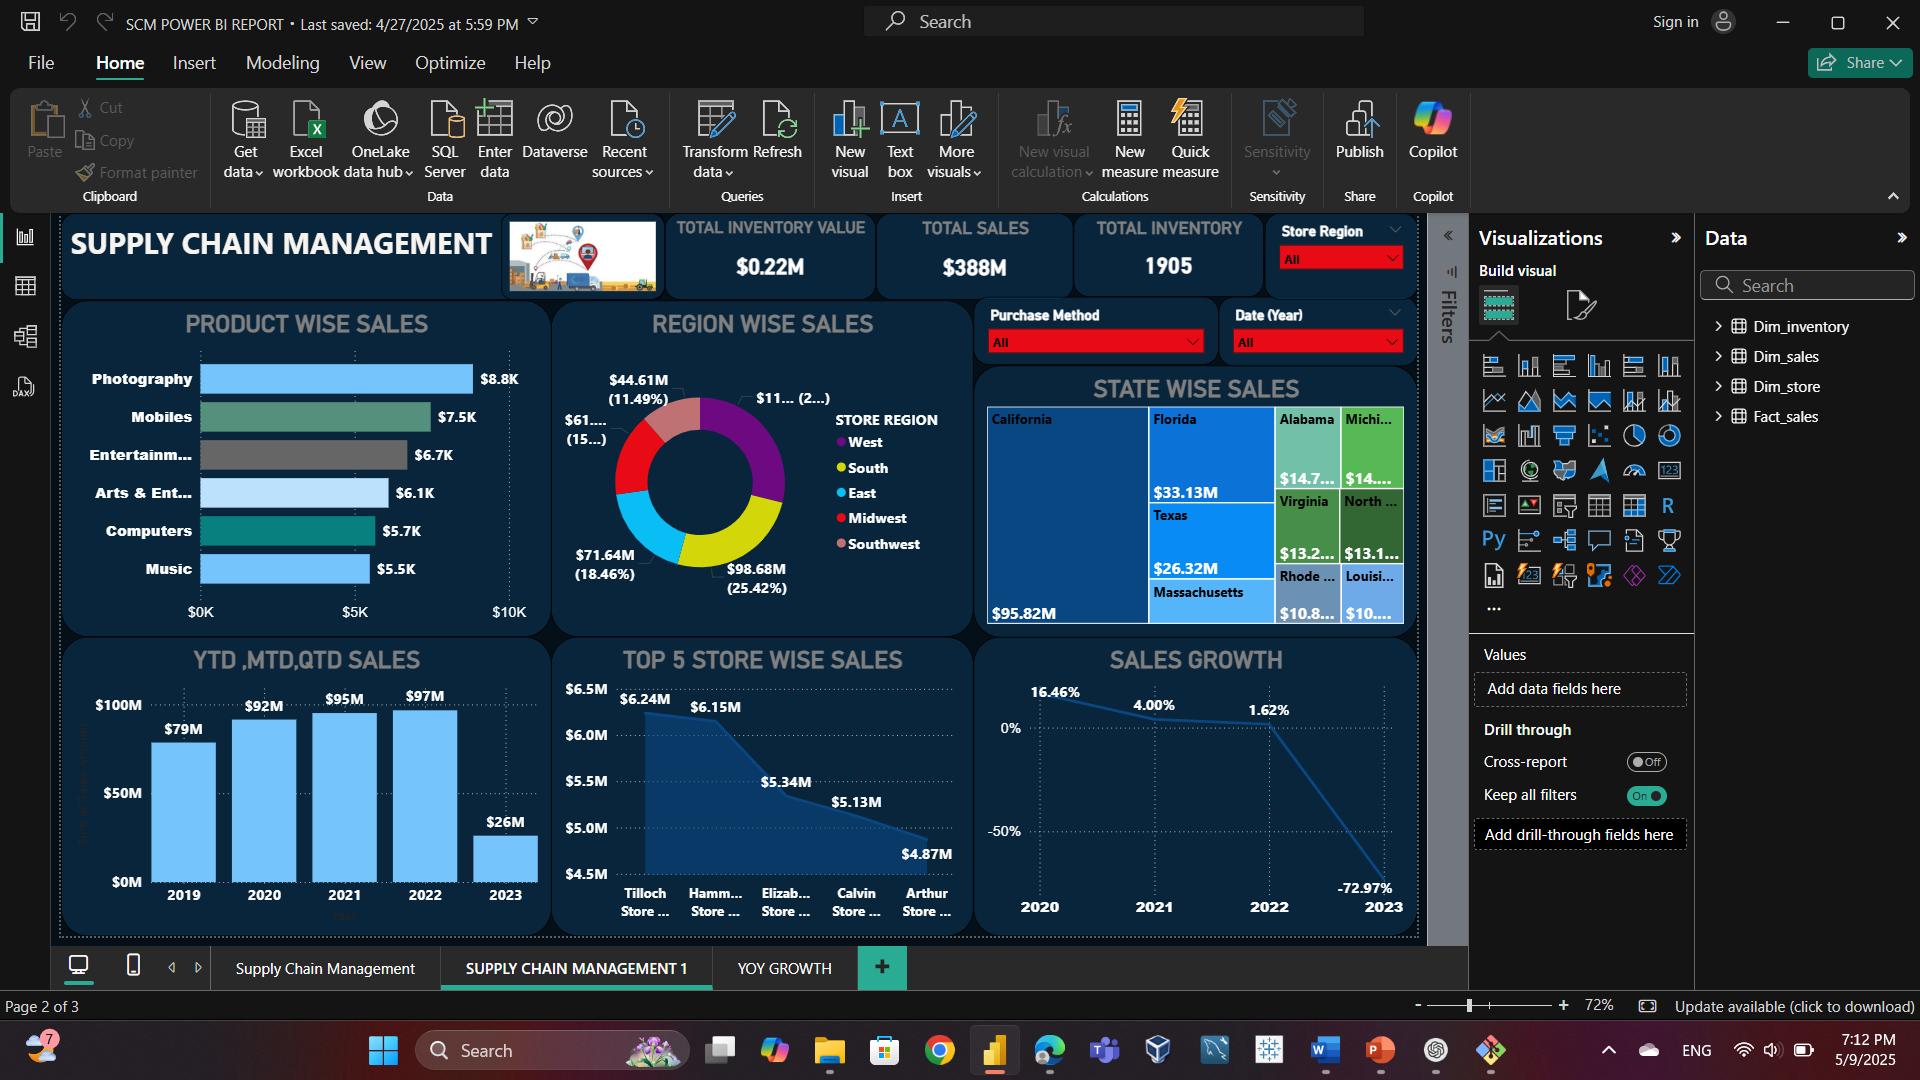 SCM POWER BI REPORT • Last saved: 4/27/2025 at 5:59 PM
Search
Sign in
File
Home
Insert
Modeling
View
Optimize
Help
Share
Paste
Cut
Copy
Format painter
Clipboard
Get data
Excel workbook
OneLake data hub
SQL Server
Enter data
Dataverse
Recent sources
Data
Transform data
Refresh
Queries
New visual
Text box
More visuals
Insert
New visual calculation
New measure
Quick measure
Calculations
Sensitivity
Sensitivity
Publish
Share
Copilot
Copilot
SUPPLY CHAIN MANAGEMENT
TOTAL INVENTORY VALUE
$0.22M
TOTAL SALES
$388M
TOTAL INVENTORY
1905
Store Region
All
Purchase Method
All
Date (Year)
All
PRODUCT WISE SALES
Photography
$8.8K
Mobiles
$7.5K
Entertainm...
$6.7K
Arts & Ent...
$6.1K
Computers
$5.7K
Music
$5.5K
$0K
$5K
$10K
REGION WISE SALES
$44.61M
(11.49%)
$11... (2...)
$61....
(15...)
$71.64M
(18.46%)
$98.68M
(25.42%)
STORE REGION
West
South
East
Midwest
Southwest
STATE WISE SALES
California
$95.82M
Florida
$33.13M
Texas
$26.32M
Massachusetts
Alabama
$14.7...
Michi...
$14....
Virginia
$13.2...
North ...
$13.1...
Rhode ...
$10.8...
Louisi...
$10....
YTD ,MTD,QTD SALES
$100M
$50M
$0M
$79M
$92M
$95M
$97M
$26M
2019
2020
2021
2022
2023
TOP 5 STORE WISE SALES
$6.5M
$6.0M
$5.5M
$5.0M
$4.5M
$6.24M
$6.15M
$5.34M
$5.13M
$4.87M
Tilloch Store ...
Hamm... Store ...
Elizab... Store ...
Calvin Store ...
Arthur Store ...
SALES GROWTH
0%
-50%
16.46%
4.00%
1.62%
-72.97%
2020
2021
2022
2023
Filters
Visualizations
Build visual
Values
Add data fields here
Drill through
Cross-report
Off
Keep all filters
On
Add drill-through fields here
Data
Search
Dim_inventory
Dim_sales
Dim_store
Fact_sales
Supply Chain Management
SUPPLY CHAIN MANAGEMENT 1
YOY GROWTH
Page 2 of 3
- + 72%
Update available (click to download)
7
Search
ENG
7:12 PM
5/9/2025